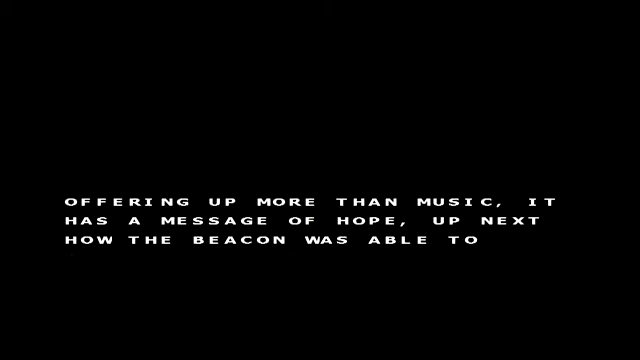 OFFERING UP MORE THAN MUSIC, IT
HAS A MESSAGE OF HOPE, UP NEXT
HOW THE BEACON WAS ABLE TO